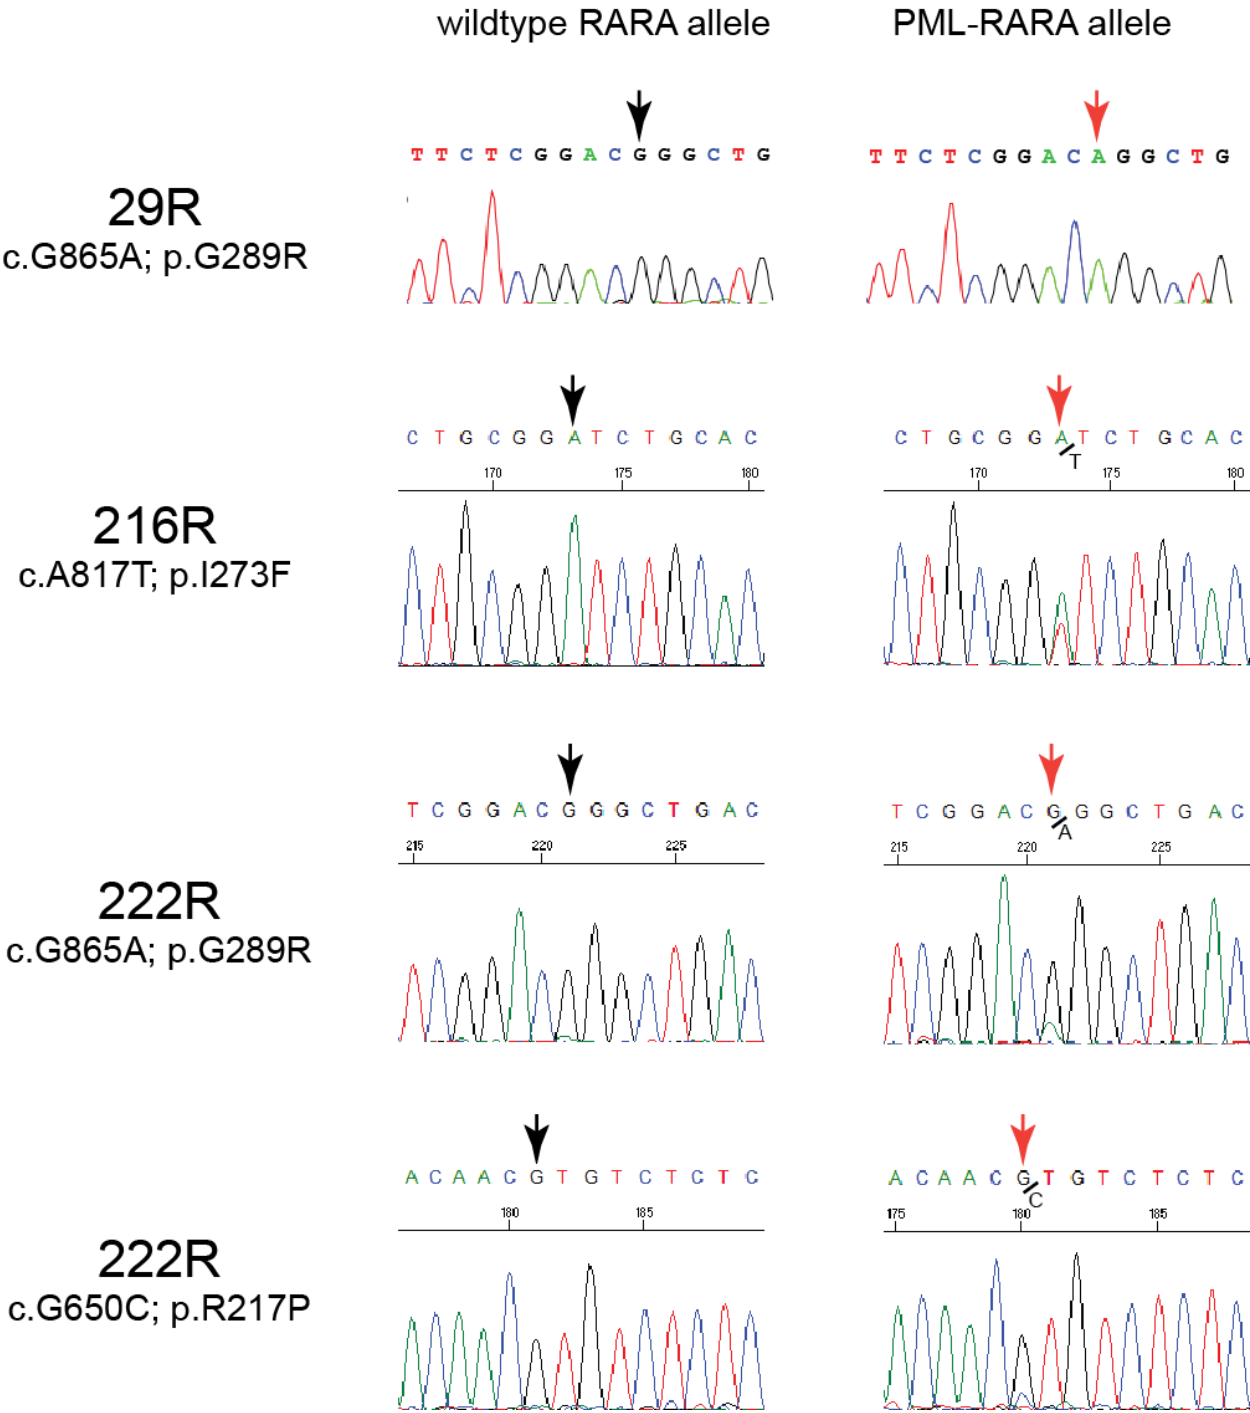 wildtype RARA allele PML-RARA allele
T T C T C G G A C G G G C T G T T C T C G G A C A G G C T G
29R
c.G865A; p.G289R
C T G C G G A T C T G C A C C T G C G G A T C T G C A C
T
170 175 180 170 175 180
216R
c.A817T; p.I273F
T C G G A C G G G C T G A C T C G G A C G G G C T G A C
A
215 220 225 215 220 225
222R
c.G865A; p.G289R
A C A A C G T G T C T C T C A C A A C G T G T C T C T C
C
180 185 175 180 185
222R
c.G650C; p.R217P